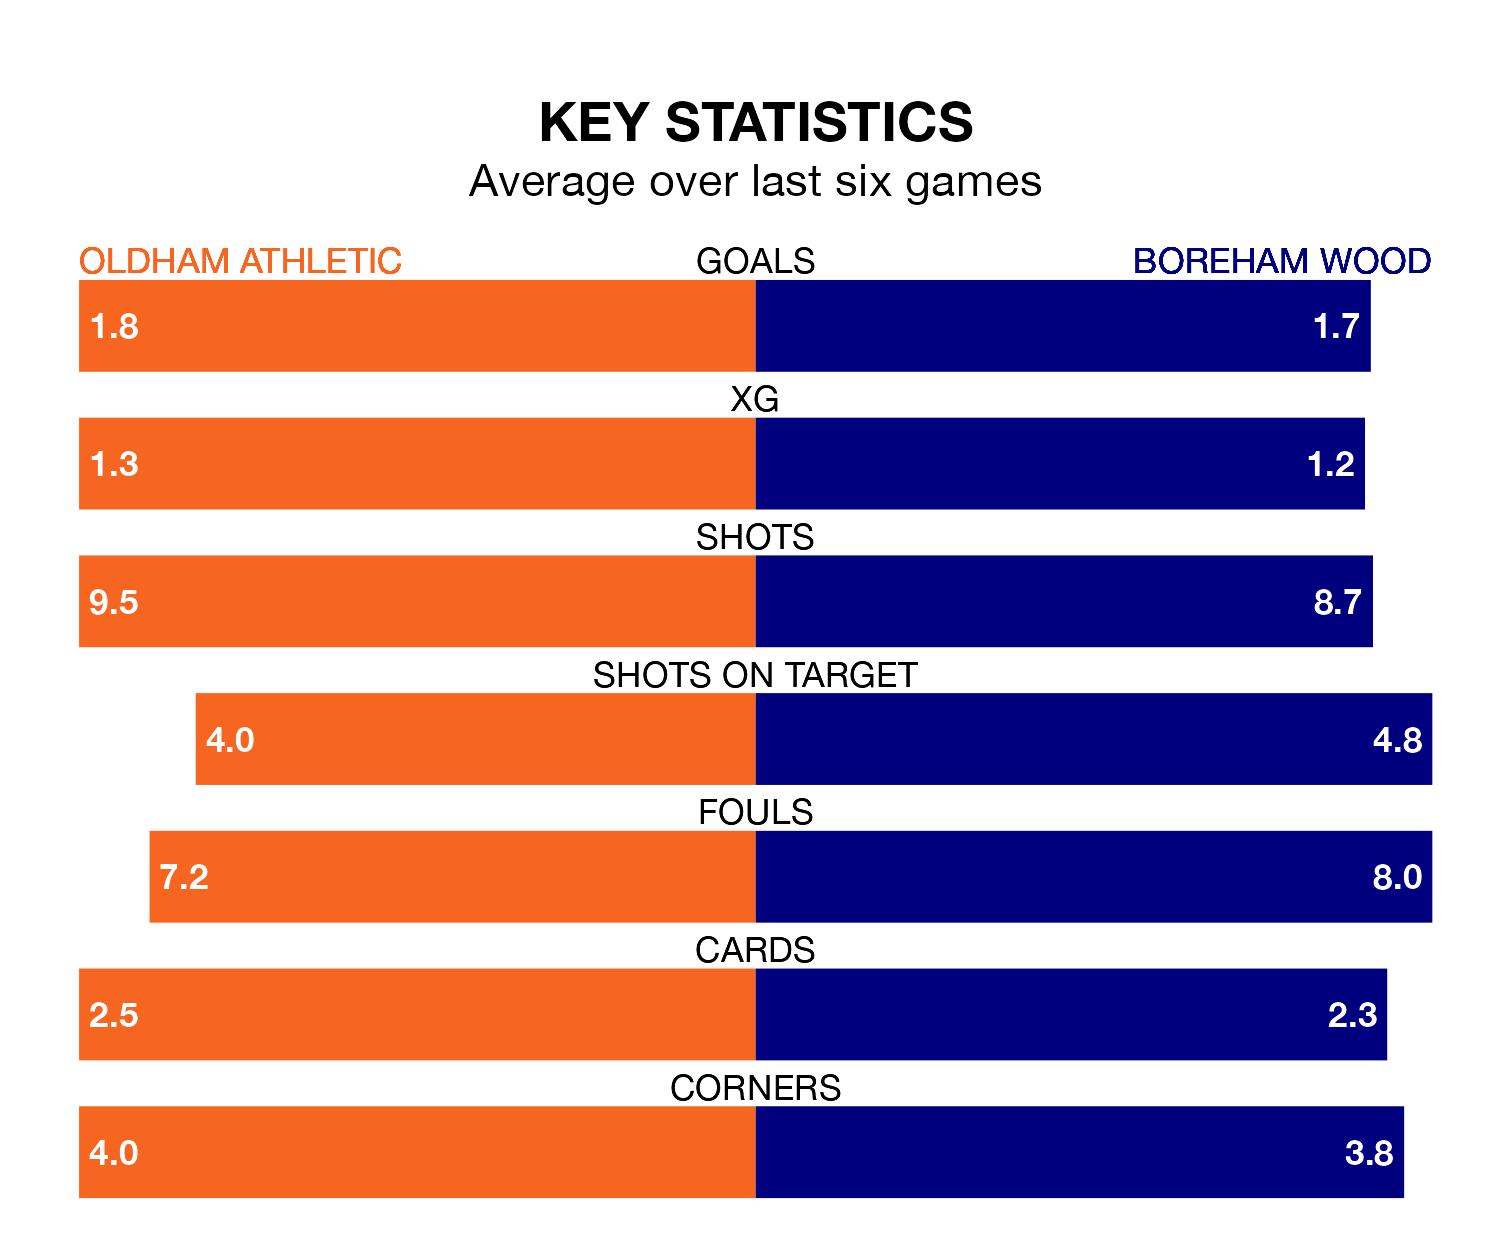 KEY STATISTICS
Average over last six games
OLDHAM ATHLETIC GOALS BOREHAM WOOD
1.8 1.7
XG
1.3 1.2
SHOTS
9.5 8.7
SHOTS ON TARGET
4.0 4.8
FOULS
7.2 8.0
CARDS
2.5 2.3
CORNERS
4.0 3.8